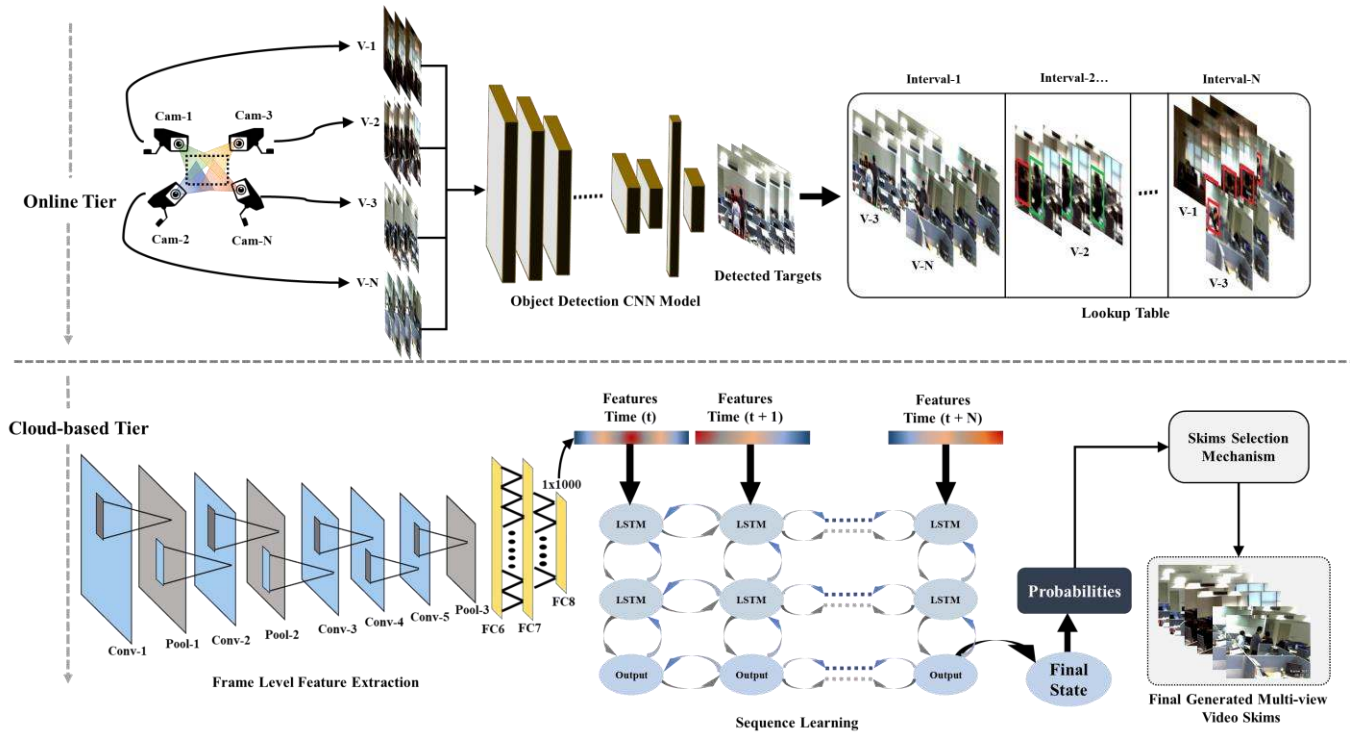 Online Tier
Cam-1
Cam-3
Cam-2
Cam-N
V-1
V-2
V-3
V-N
Object Detection CNN Model
Detected Targets
Interval-1
Interval-2...
Interval-N
V-3
V-N
V-2
V-1
V-3
Lookup Table
Cloud-based Tier
Conv-1
Pool-1
Conv-2
Pool-2
Conv-3
Conv-4
Conv-5
Pool-3
FC6
FC7
FC8
1x1000
Frame Level Feature Extraction
Features
Time (t)
Features
Time (t + 1)
Features
Time (t + N)
LSTM
LSTM
LSTM
LSTM
LSTM
LSTM
Output
Output
Output
Sequence Learning
Final
State
Probabilities
Skims Selection
Mechanism
Final Generated Multi-view
Video Skims